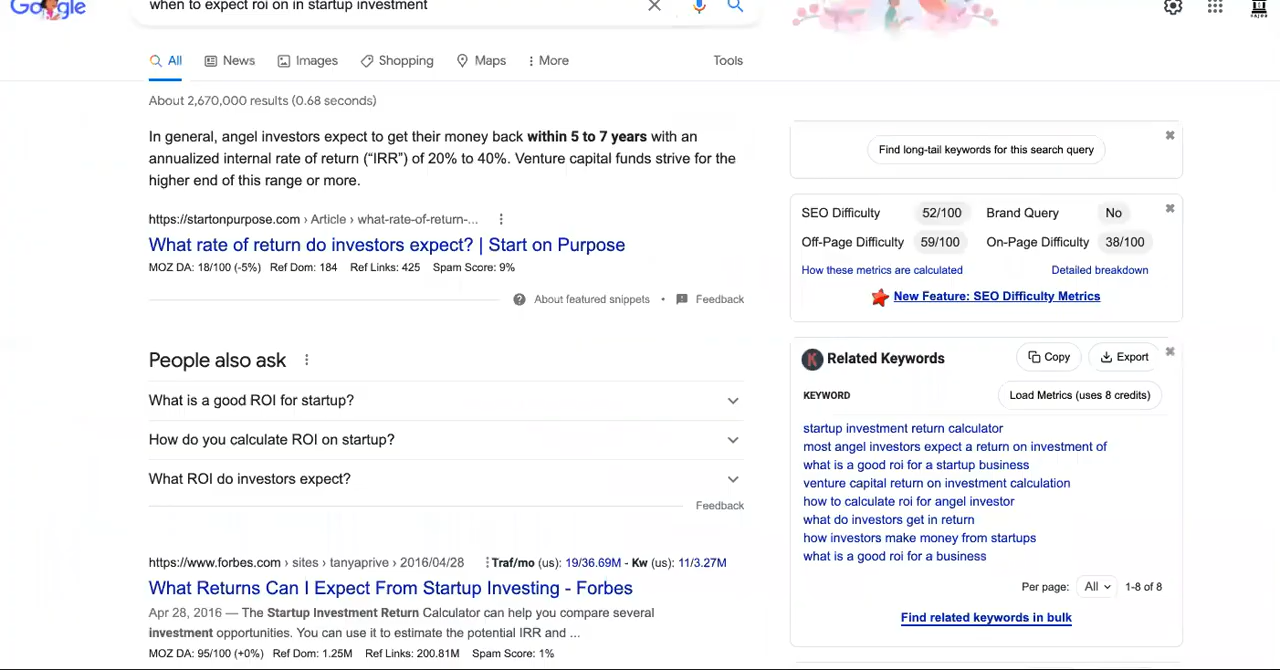 Google
when to expect roi on in startup investment
All News Images Shopping Maps More Tools
About 2,670,000 results (0.68 seconds)
In general, angel investors expect to get their money back within 5 to 7 years with an
annualized internal rate of return (“IRR”) of 20% to 40%. Venture capital funds strive for the
higher end of this range or more.
https://startonpurpose.com › Article › what-rate-of-return-...
What rate of return do investors expect? | Start on Purpose
MOZ DA: 18/100 (-5%) Ref Dom: 184 Ref Links: 425 Spam Score: 9%
About featured snippets • Feedback
People also ask
What is a good ROI for startup?
How do you calculate ROI on startup?
What ROI do investors expect?
Feedback
https://www.forbes.com › sites › tanyaprive › 2016/04/28 Traf/mo (us): 19/36.69M - Kw (us): 11/3.27M
What Returns Can I Expect From Startup Investing - Forbes
Apr 28, 2016 — The Startup Investment Return Calculator can help you compare several
investment opportunities. You can use it to estimate the potential IRR and ...
MOZ DA: 95/100 (+0%) Ref Dom: 1.25M Ref Links: 200.81M Spam Score: 1%
Find long-tail keywords for this search query
SEO Difficulty 52/100 Brand Query No
Off-Page Difficulty 59/100 On-Page Difficulty 38/100
How these metrics are calculated Detailed breakdown
New Feature: SEO Difficulty Metrics
K Related Keywords Copy Export
KEYWORD Load Metrics (uses 8 credits)
startup investment return calculator
most angel investors expect a return on investment of
what is a good roi for a startup business
venture capital return on investment calculation
how to calculate roi for angel investor
what do investors get in return
how investors make money from startups
what is a good roi for a business
Per page: All 1-8 of 8
Find related keywords in bulk